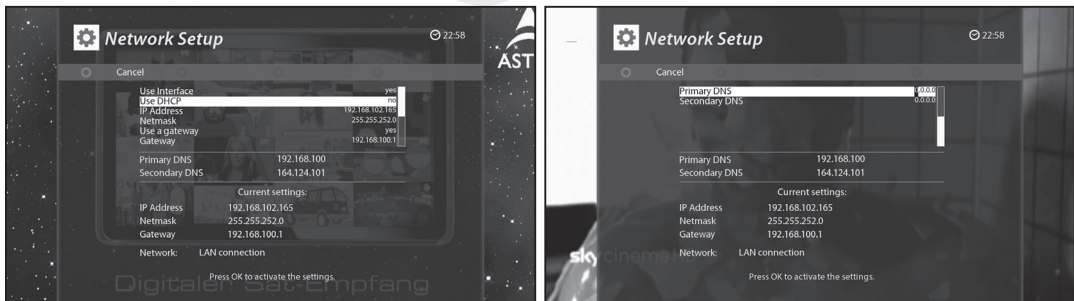 Network Setup
22:58
AST
Cancel
Use Interface yes
Use DHCP no
IP Address 192.168.102.165
Netmask 255.255.252.0
Use a gateway yes
Gateway 192.168.100.1
Primary DNS 192.168.100
Secondary DNS 164.124.101
Current settings:
IP Address 192.168.102.165
Netmask 255.255.252.0
Gateway 192.168.100.1
Network: LAN connection
Press OK to activate the settings.
Digitaler Sat-Empfang
Network Setup
22:58
Cancel
Primary DNS 0.0.0.0
Secondary DNS 0.0.0.0
Primary DNS 192.168.100
Secondary DNS 164.124.101
Current settings:
IP Address 192.168.102.165
Netmask 255.255.252.0
Gateway 192.168.100.1
Network: LAN connection
sky cinema
Press OK to activate the settings.